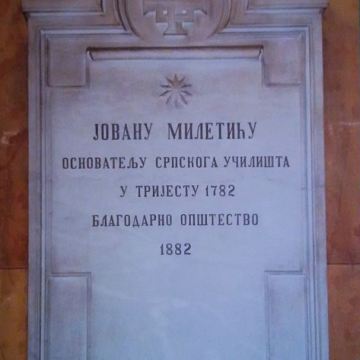 ЈОВАНУ МИЛЕТИЋУ
ОСНОВАТЕЉУ СРПСКОГА УЧИЛИШТА
У ТРИЈЕСТУ 1782
БЛАГОДАРНО ОПШТЕСТВО
1882